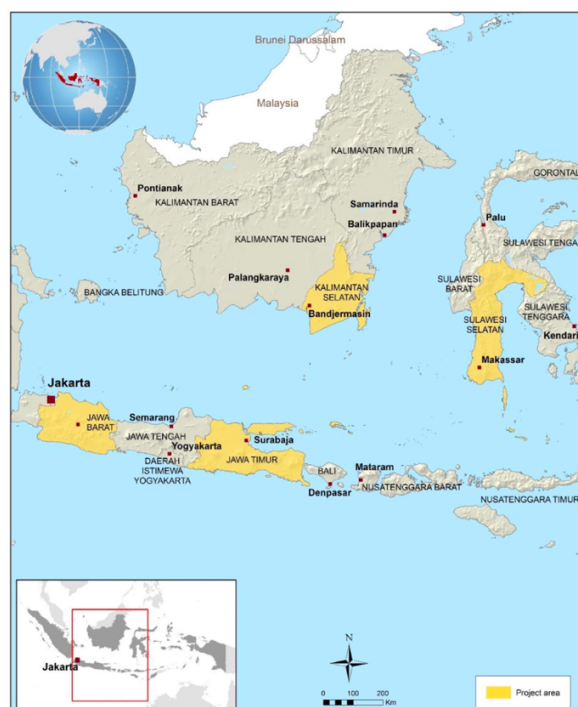 Brunei Darussalam
Malaysia
KALIMANTAN TIMUR
Pontianak
KALIMANTAN BARAT
Samarinda
Balikpapan
KALIMANTAN TENGAH
Palangkaraya
KALIMANTAN
SELATAN
Bandjermasin
BANGKA BELITUNG
GORONTAL
Palu
SULAWESI TENGA
SULAWESI
BARAT
SULAWESI
TENGGARA
SULAWESI
SELATAN
Kendari
Makassar
Jakarta
JAWA
BARAT
Semarang
JAWA TENGAH
Yogyakarta
DAERAH
ISTIMEWA
YOGYAKARTA
Surabaja
JAWA TIMUR
BALI
Denpasar
Mataram
NUSATENGGARA BARAT
NUSATENGGARA TIMUR
Jakarta
N
0 50 100 200
Km
Project area